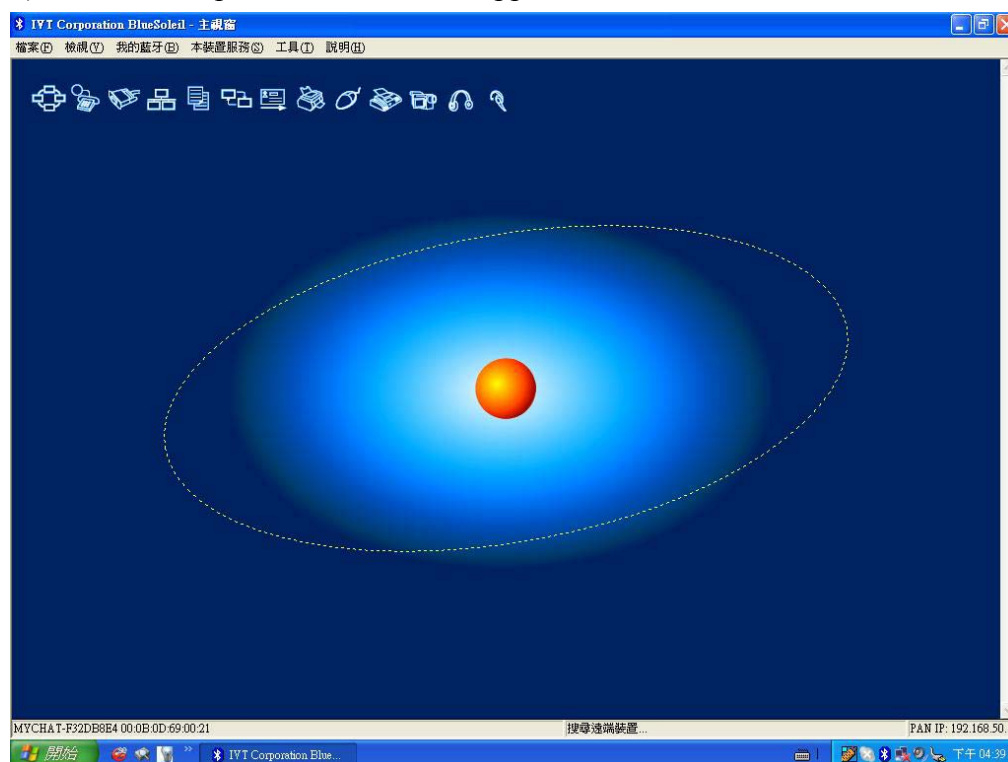 IVT Corporation BlueSoleil - 主視窗
檔案(F) 檢視(V) 我的藍牙(B) 本裝置服務(S) 工具(T) 說明(H)
MYCHAT-F32DB8E4 00:0B:0D:69:00:21 搜尋遠端裝置... PAN IP: 192.168.50.
開始 IVT Corporation Blue... 下午 04:39